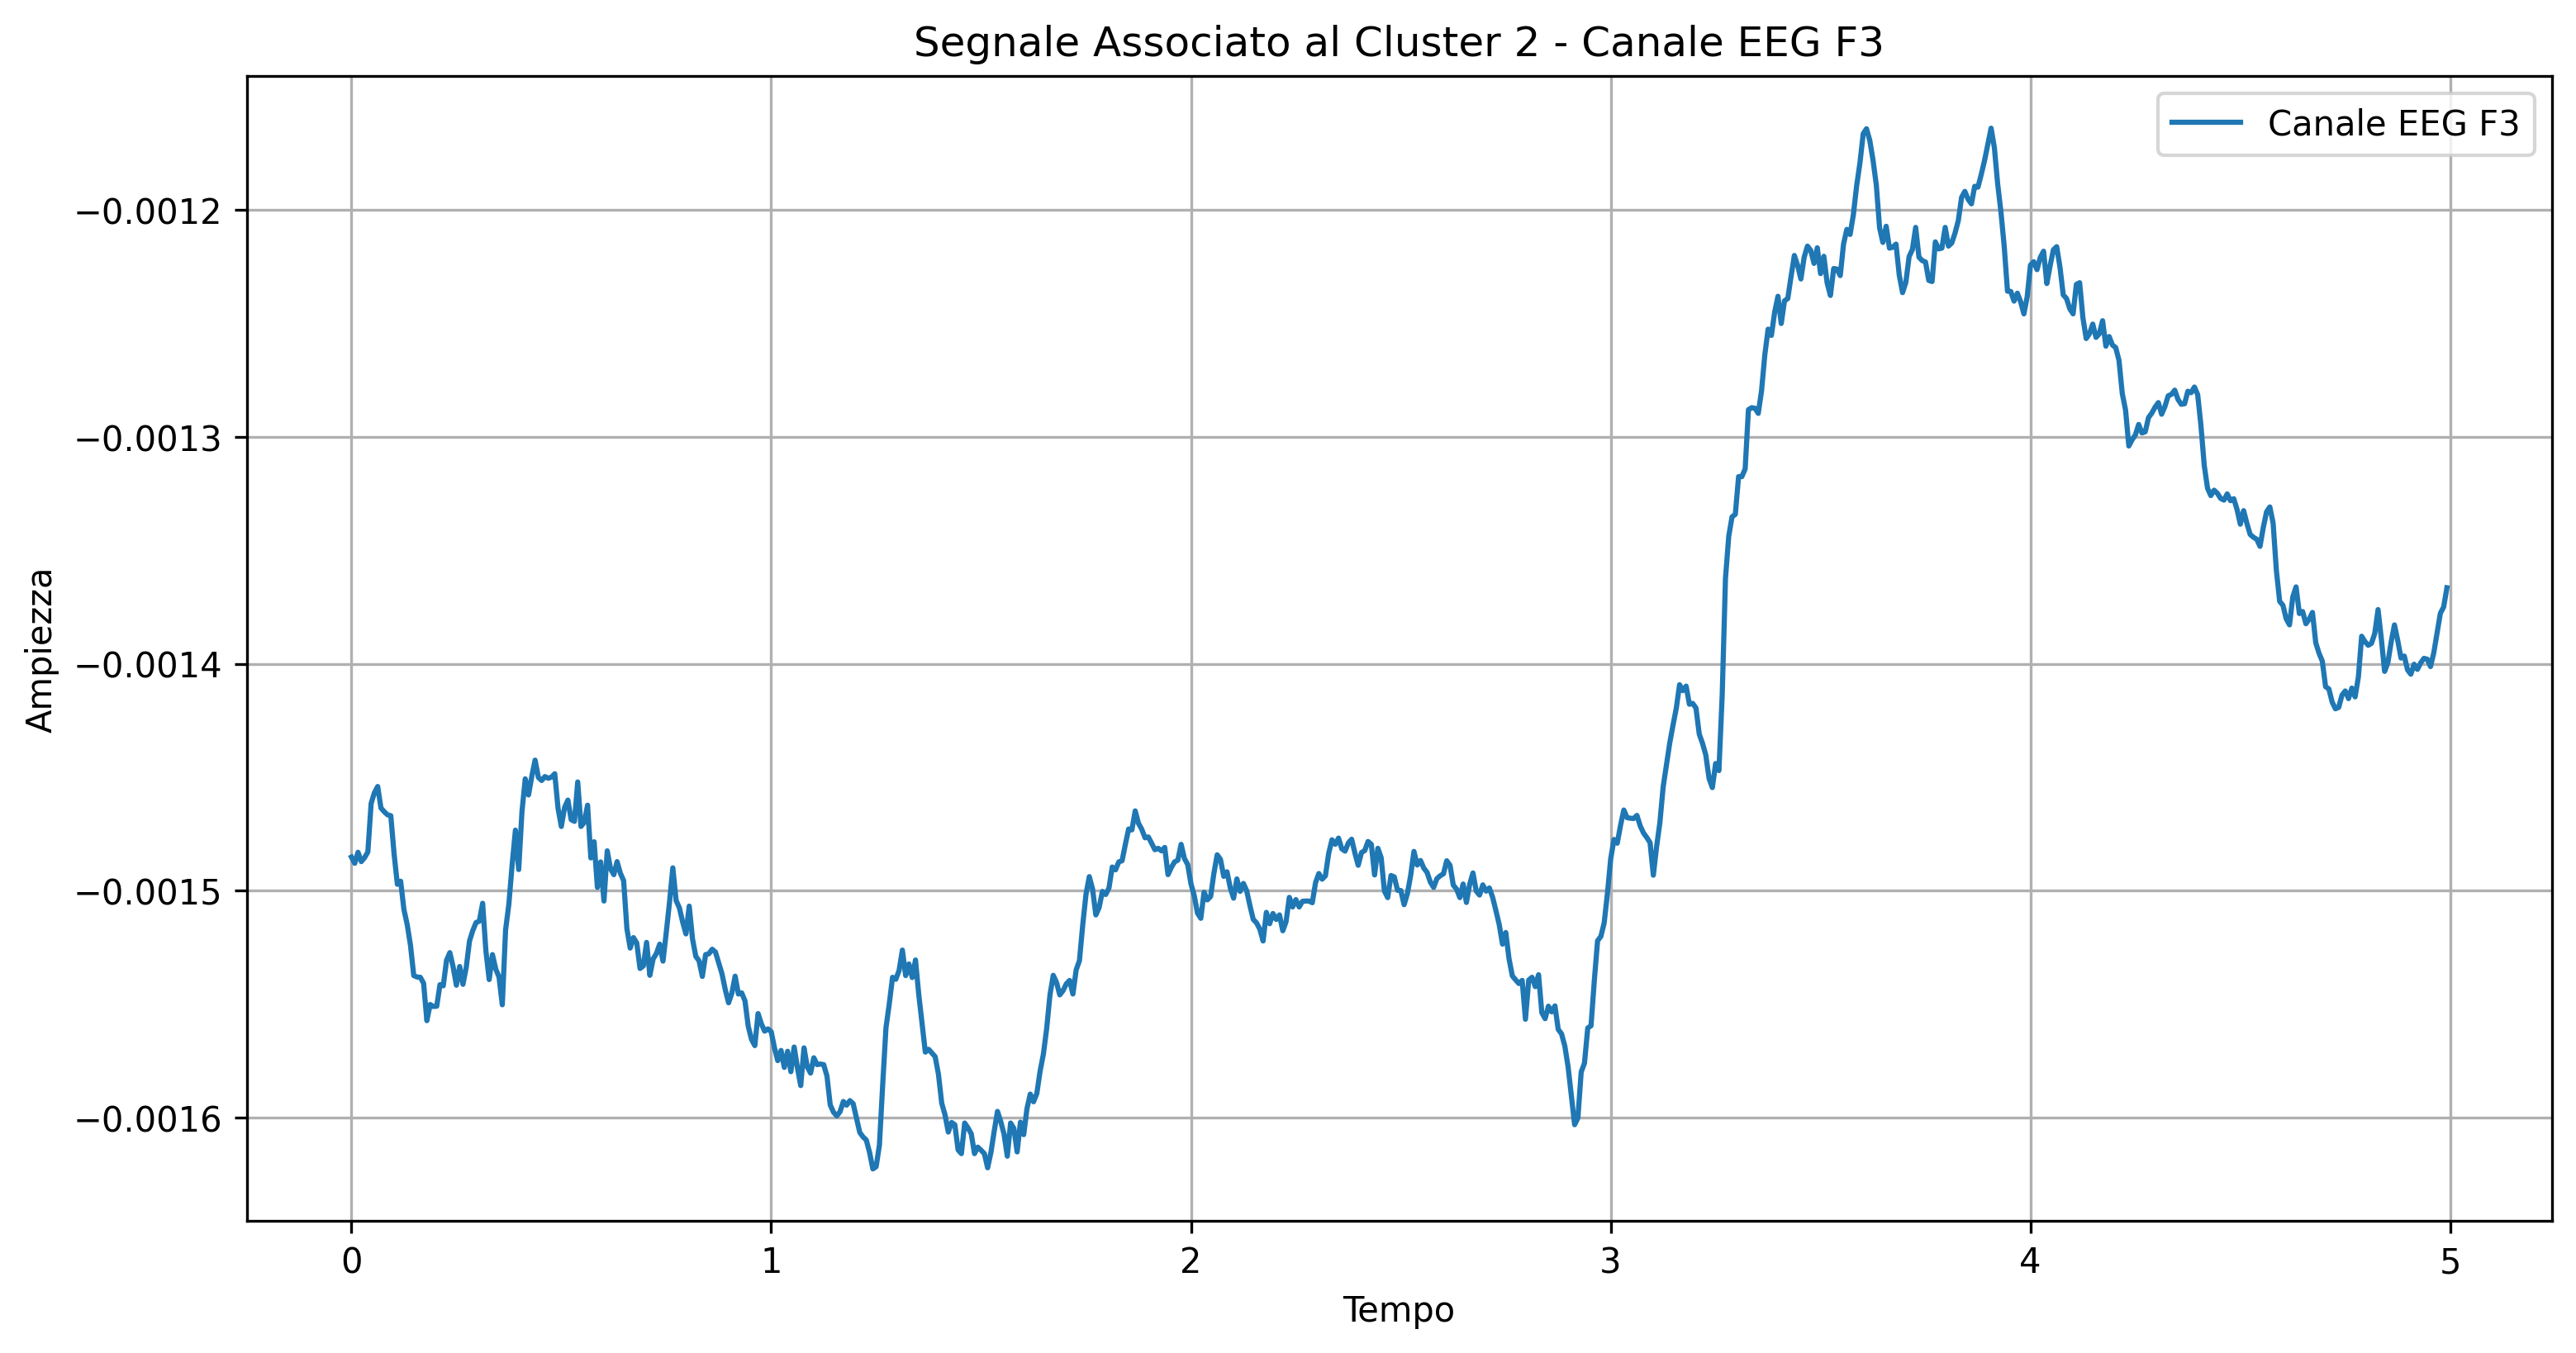 Segnale Associato al Cluster 2 - Canale EEG F3
Canale EEG F3
−0.0012
−0.0013
−0.0014
−0.0015
−0.0016
Ampiezza
0 1 2 3 4 5
Tempo